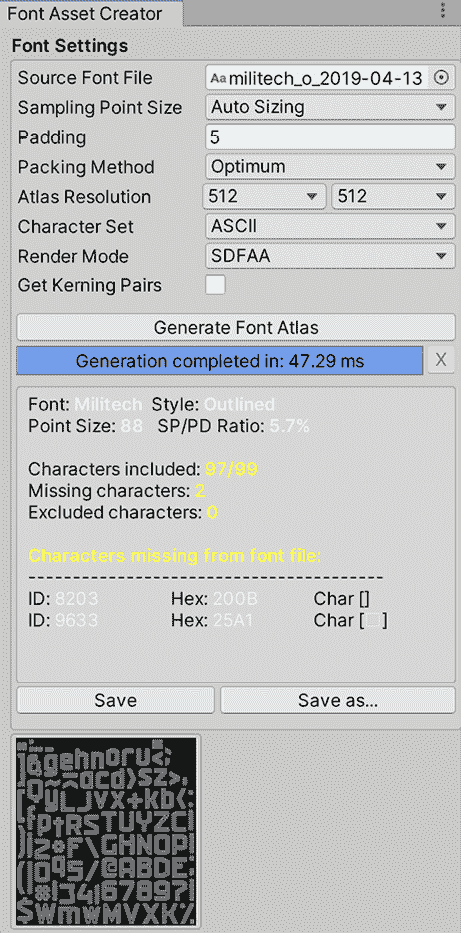 Font Asset Creator
Font Settings
Source Font File
Aa militech_o_2019-04-13
Sampling Point Size
Auto Sizing
Padding
5
Packing Method
Optimum
Atlas Resolution
512
512
Character Set
ASCII
Render Mode
SDFAA
Get Kerning Pairs
Generate Font Atlas
Generation completed in: 47.29 ms
X
Font: Militech Style: Outlined
Point Size: 88 SP/PD Ratio: 5.7%
Characters included: 97/99
Missing characters: 2
Excluded characters: 0
Characters missing from font file:
----------------------------------------
ID: 8203 Hex: 200B Char []
ID: 9633 Hex: 25A1 Char [□]
Save
Save as...